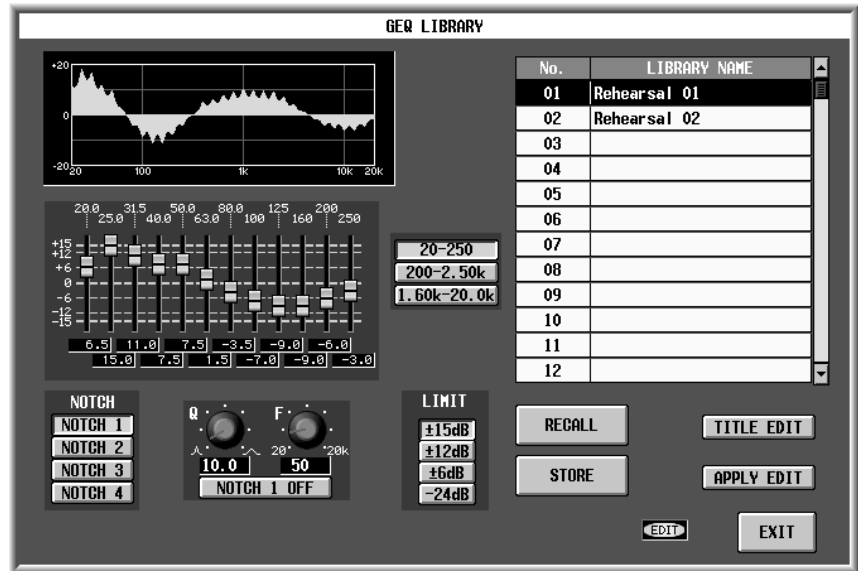 GEQ LIBRARY
+20
0
-20
20
100
1k
10k
20k
20.0 31.5 50.0 80.0 125 200
25.0 40.0 63.0 100 160 250
+15
+12
+6
0
-6
-12
-15
6.5 11.0 7.5 -3.5 -9.0 -6.0
15.0 7.5 1.5 -7.0 -9.0 -3.0
20-250
200-2.50k
1.60k-20.0k
No. LIBRARY NAME
01 Rehearsal 01
02 Rehearsal 02
03
04
05
06
07
08
09
10
11
12
NOTCH
NOTCH 1
NOTCH 2
NOTCH 3
NOTCH 4
Q F
20 20k
10.0 50
NOTCH 1 OFF
LIMIT
±15dB
±12dB
±6dB
-24dB
RECALL
STORE
TITLE EDIT
APPLY EDIT
EDIT
EXIT